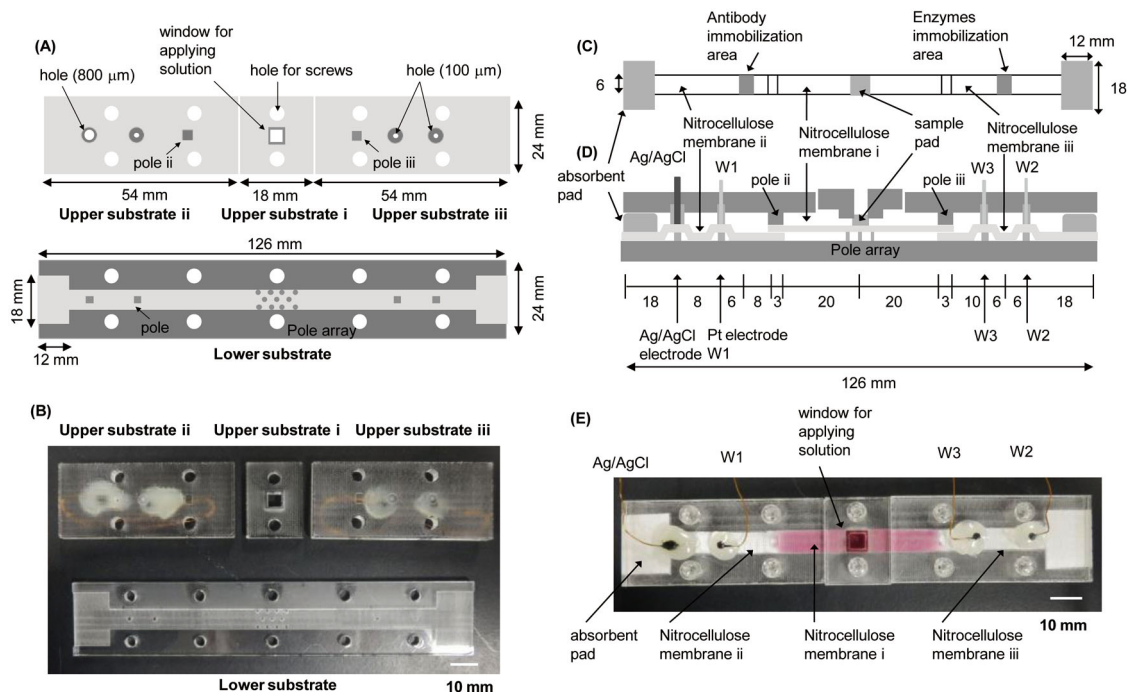 (A)
window for
applying
solution
hole (800 μm)
hole for screws
hole (100 μm)
pole ii
pole iii
24 mm
54 mm
18 mm
54 mm
Upper substrate ii
Upper substrate i
Upper substrate iii
126 mm
18 mm
pole
Pole array
24 mm
12 mm
Lower substrate
(B)
Upper substrate ii
Upper substrate i
Upper substrate iii
Lower substrate
10 mm
(C)
Antibody
immobilization
area
Enzymes
immobilization
area
12 mm
6
18
Nitrocellulose
membrane ii
Nitrocellulose
membrane i
sample
pad
Nitrocellulose
membrane iii
(D)
Ag/AgCl
absorbent
pad
W1
pole ii
pole iii
W3
W2
Pole array
18
8
6
8
3
20
20
3
10
6
6
18
Ag/AgCl
electrode
Pt electrode
W1
W3
W2
126 mm
(E)
window for
applying
solution
Ag/AgCl
W1
W3
W2
absorbent
pad
Nitrocellulose
membrane ii
Nitrocellulose
membrane i
Nitrocellulose
membrane iii
10 mm